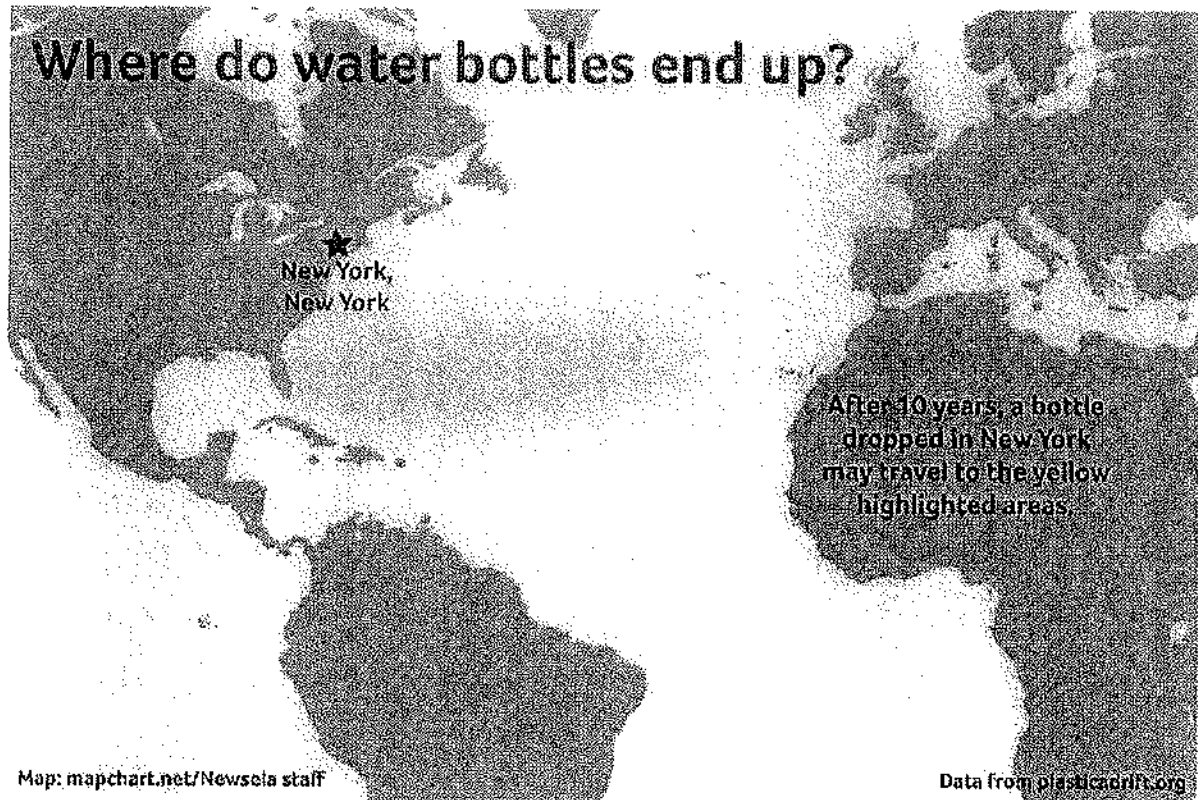 Where do water bottles end up?
New York,
New York
After 10 years, a bottle
dropped in New York
may travel to the yellow
highlighted areas.
Map: mapchart.net/Newsela staff
Data from plasticadrift.org